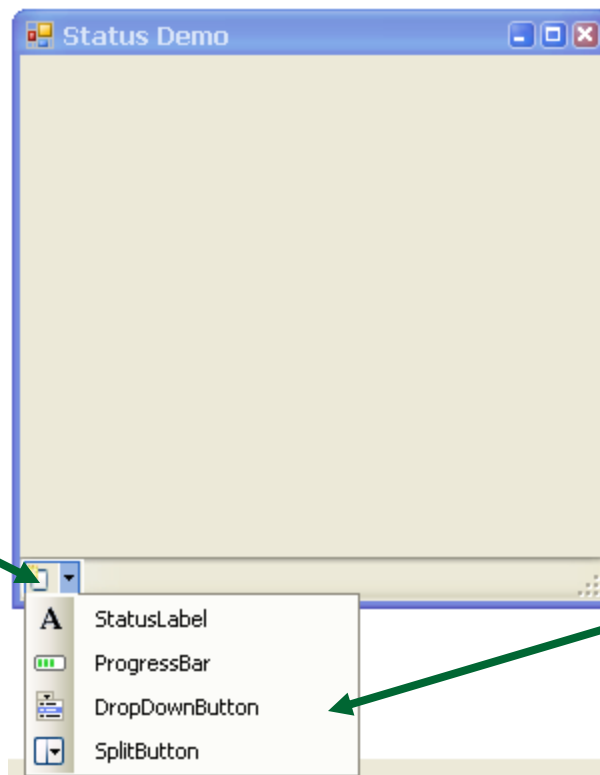 Status Demo
A StatusLabel
ProgressBar
DropDownButton
SplitButton